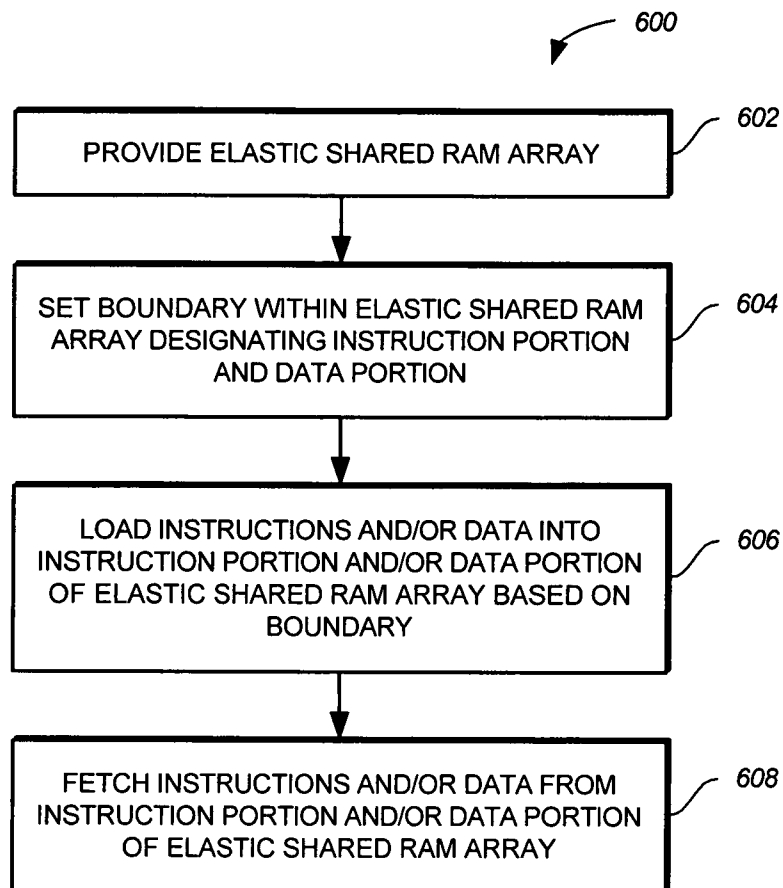 600
602
PROVIDE ELASTIC SHARED RAM ARRAY
604
SET BOUNDARY WITHIN ELASTIC SHARED RAM
ARRAY DESIGNATING INSTRUCTION PORTION
AND DATA PORTION
606
LOAD INSTRUCTIONS AND/OR DATA INTO
INSTRUCTION PORTION AND/OR DATA PORTION
OF ELASTIC SHARED RAM ARRAY BASED ON
BOUNDARY
608
FETCH INSTRUCTIONS AND/OR DATA FROM
INSTRUCTION PORTION AND/OR DATA PORTION
OF ELASTIC SHARED RAM ARRAY